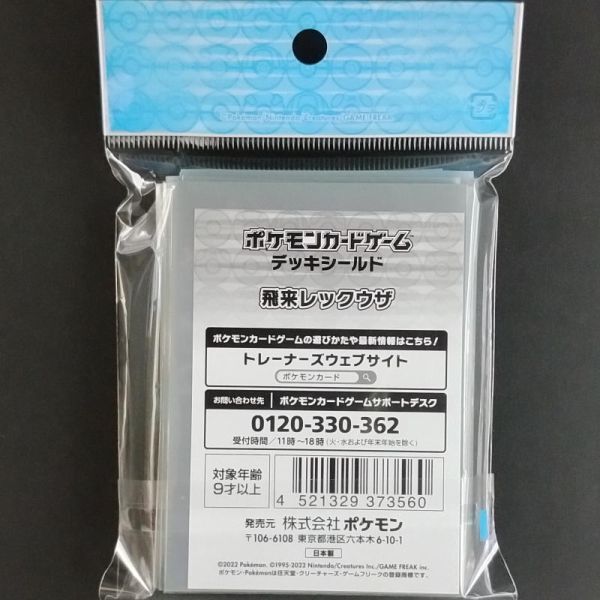 ©Pokémon/Nintendo/Creatures/GAME FREAK
プラ
ポケモンカードゲーム
デッキシールド
飛来レックウザ
ポケモンカードゲームの遊びかたや最新情報はこちら!
トレーナーズウェブサイト
ポケモンカード
お問い合わせ先 ポケモンカードゲームサポートデスク
0120-330-362
受付時間/11時〜18時(火・水および年末年始を除く)
対象年齢
9才以上
4 521329 373560
発売元 株式会社 ポケモン
〒106-6108 東京都港区六本木6-10-1
日本製
©2022 Pokémon. ©1995-2022 Nintendo/Creatures Inc./GAME FREAK inc.
ポケモン・Pokémonは任天堂・クリーチャーズ・ゲームフリークの登録商標です。